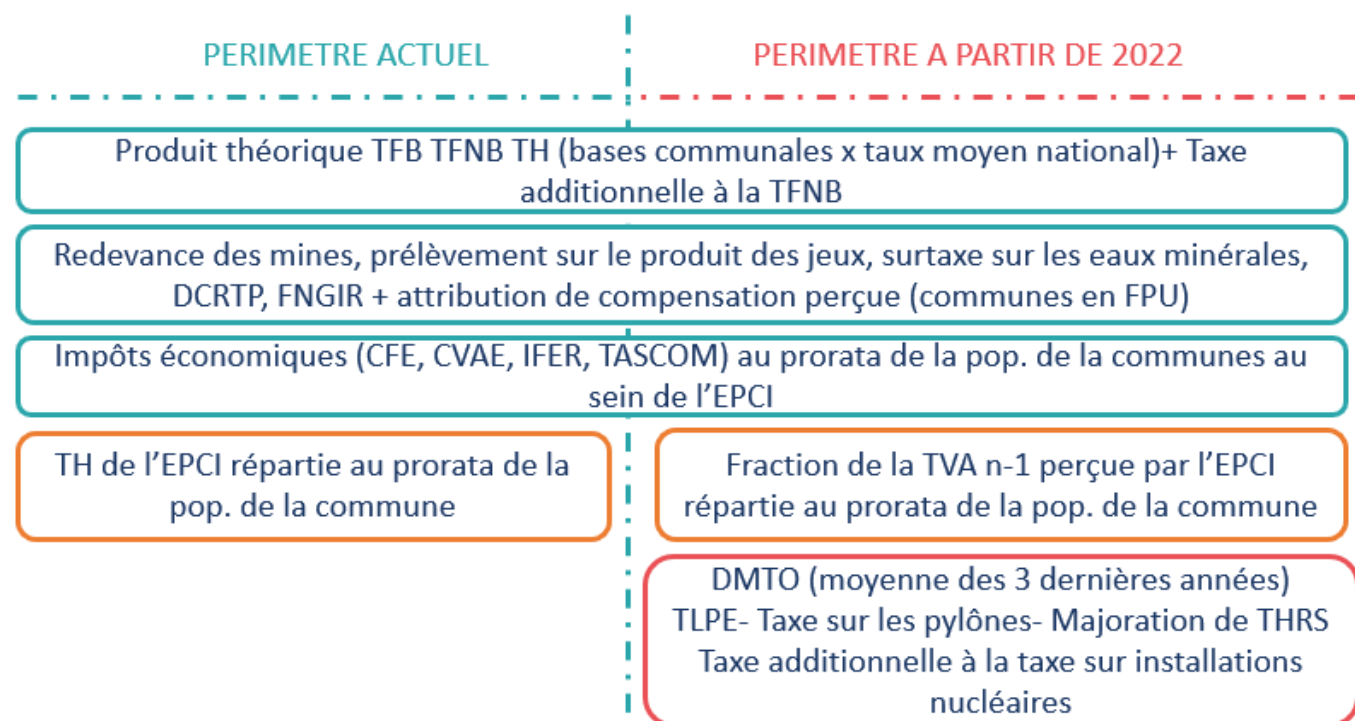 PERIMETRE ACTUEL
PERIMETRE A PARTIR DE 2022
Produit théorique TFB TFNB TH (bases communales x taux moyen national)+ Taxe
additionnelle à la TFNB
Redevance des mines, prélèvement sur le produit des jeux, surtaxe sur les eaux minérales,
DCRTP, FNGIR + attribution de compensation perçue (communes en FPU)
Impôts économiques (CFE, CVAE, IFER, TASCOM) au prorata de la pop. de la communes au
sein de l’EPCI
TH de l’EPCI répartie au prorata de la
pop. de la commune
Fraction de la TVA n-1 perçue par l’EPCI
répartie au prorata de la pop. de la commune
DMTO (moyenne des 3 dernières années)
TLPE- Taxe sur les pylônes- Majoration de THRS
Taxe additionnelle à la taxe sur installations
nucléaires